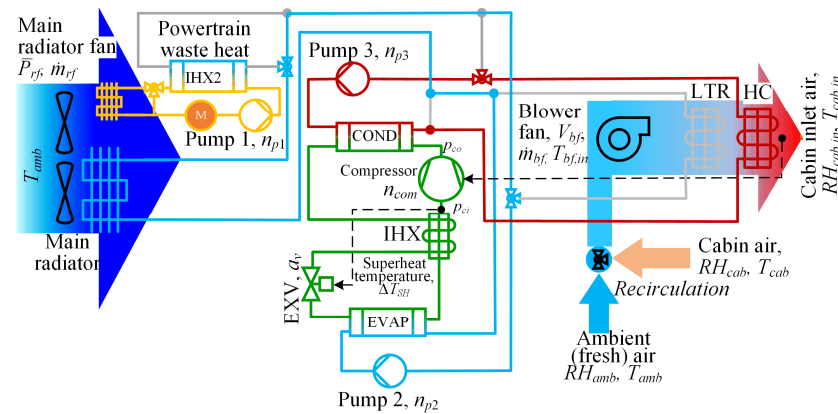 Main
radiator fan
P̅rf, ṁrf
Powertrain
waste heat
IHX2
M
Pump 1, np1
Tamb
Main
radiator
Pump 3, np3
COND
pco
Compressor
ncom
pci
IHX
Superheat
temperature,
ΔTSH
EXV, av
EVAP
Pump 2, np2
Blower
fan, Vbf,
ṁbf, Tbf,in
LTR
HC
Cabin inlet air,
RHcab,in, Tcab,in
Cabin air,
RHcab, Tcab
Recirculation
Ambient
(fresh) air
RHamb, Tamb